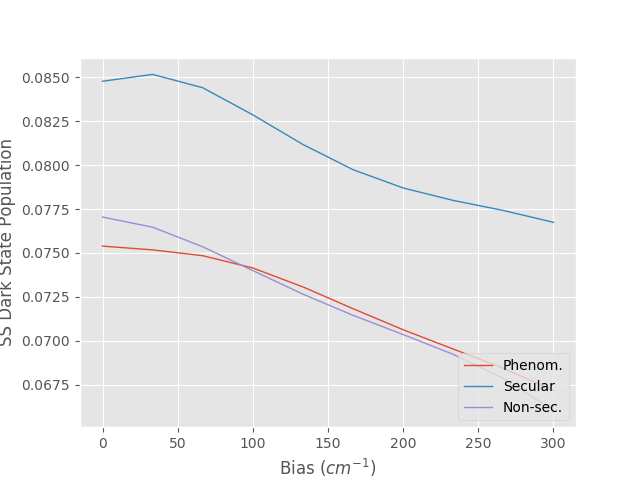 0.0850
0.0825
0.0800
0.0775
0.0750
0.0725
0.0700
0.0675
SS Dark State Population
0 50 100 150 200 250 300
Bias (cm⁻¹)
Phenom.
Secular
Non-sec.